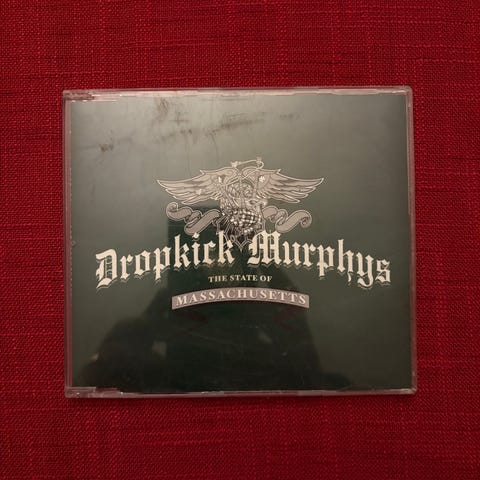 Dropkick Murphys
THE STATE OF
MASSACHUSETTS